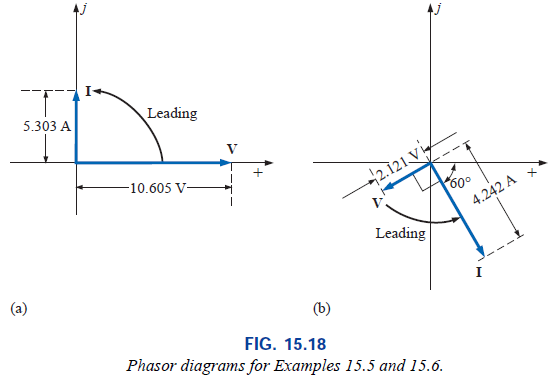 j
I
Leading
5.303 A
V
+
10.605 V
(a)
j
2.121 V
60°
+
4.242 A
V
Leading
I
(b)
FIG. 15.18
Phasor diagrams for Examples 15.5 and 15.6.